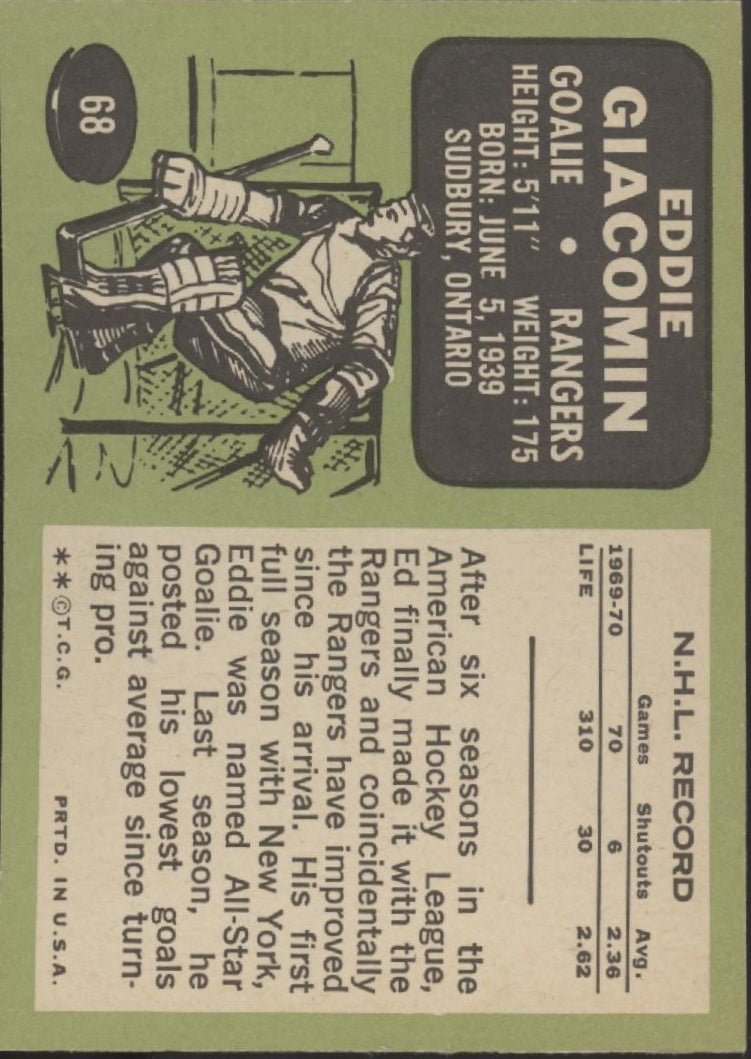 EDDIE
GIACOMIN
GOALIE • RANGERS
HEIGHT: 5'11" WEIGHT: 175
BORN: JUNE 5, 1939
SUDBURY, ONTARIO
68
N.H.L. RECORD
Games Shutouts Avg.
1969-70 70 6 2.36
LIFE 310 30 2.62
After six seasons in the
American Hockey League,
Ed finally made it with the
Rangers and coincidentally
the Rangers have improved
since his arrival. His first
full season with New York,
Eddie was named All-Star
Goalie. Last season, he
posted his lowest goals
against average since turn-
ing pro.
**©T.C.G. PRTD. IN U.S.A.